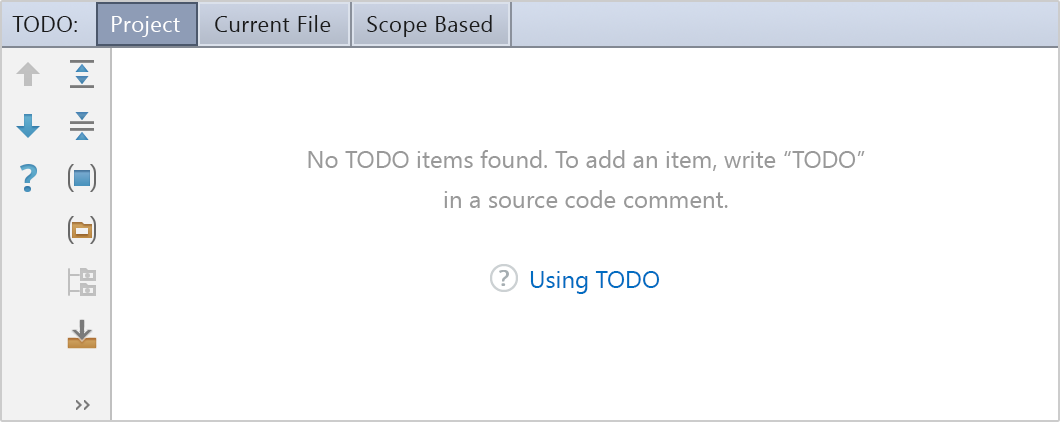 TODO: Project Current File Scope Based
No TODO items found. To add an item, write “TODO”
in a source code comment.
Using TODO